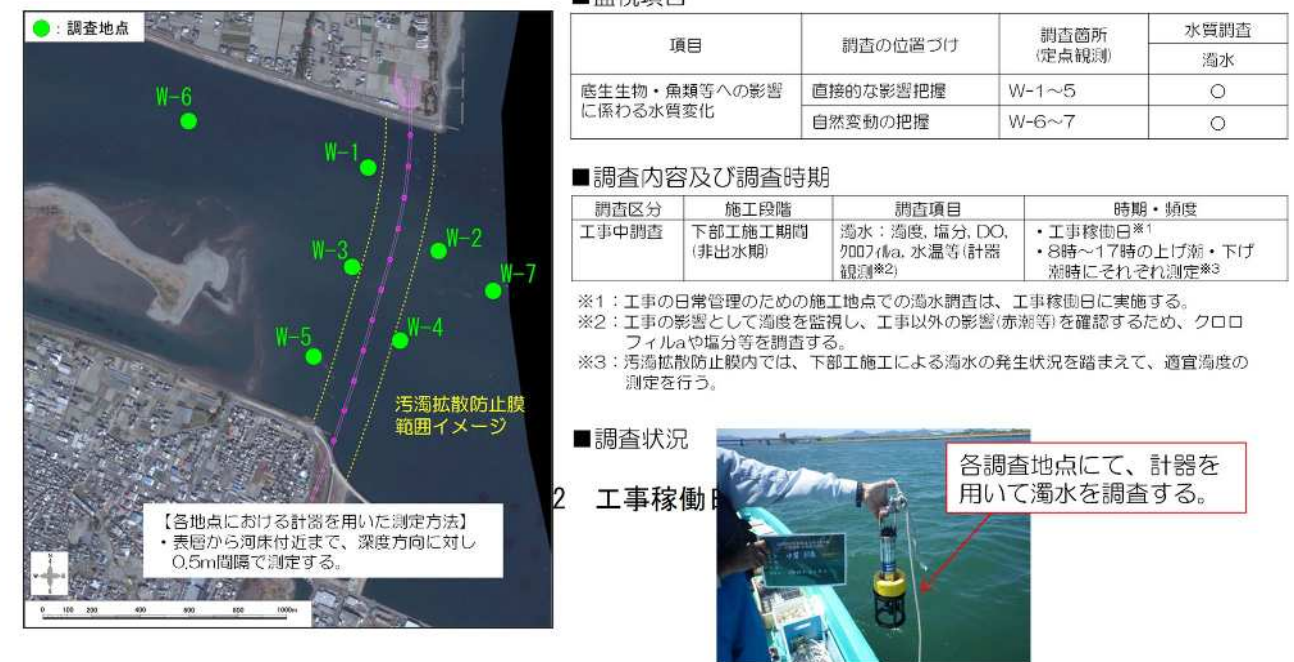 ：調査地点
W-6
W-1
W-2
W-3
W-7
W-5
W-4
汚濁拡散防止膜
範囲イメージ
【各地点における計器を用いた測定方法】
・表層から河床付近まで、深度方向に対し
0.5m間隔で測定する。
0 100 200 400 600 800 1000m
■監視項目
項目 調査の位置づけ 調査箇所 水質調査
(定点観測) 濁水
底生生物・魚類等への影響 直接的な影響把握 W-1～5 ○
に係わる水質変化 自然変動の把握 W-6～7 ○
■調査内容及び調査時期
調査区分 施工段階 調査項目 時期・頻度
工事中調査 下部工施工期間 濁水：濁度, 塩分, DO, ・工事稼働日※1
(非出水期) クロロフィルa, 水温等(計器 ・8時～17時の上げ潮・下げ
観測※2) 潮時にそれぞれ測定※3
※1：工事の日常管理のための施工地点での濁水調査は、工事稼働日に実施する。
※2：工事の影響として濁度を監視し、工事以外の影響(赤潮等)を確認するため、クロロ
フィルaや塩分等を調査する。
※3：汚濁拡散防止膜内では、下部工施工による濁水の発生状況を踏まえて、適宜濁度の
測定を行う。
■調査状況
2 工事稼働
各調査地点にて、計器を
用いて濁水を調査する。